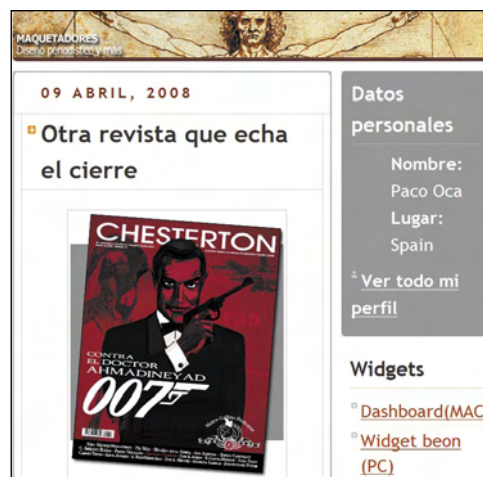 MAQUETADORES
Diseño periodístico y más
09 ABRIL, 2008
Otra revista que echa
el cierre
CHESTERTON
CONTRA
EL DOCTOR
AHMADINEYAD
007
Datos
personales
Nombre:
Paco Oca
Lugar:
Spain
Ver todo mi
perfil
Widgets
Dashboard(MAC
Widget beon
(PC)